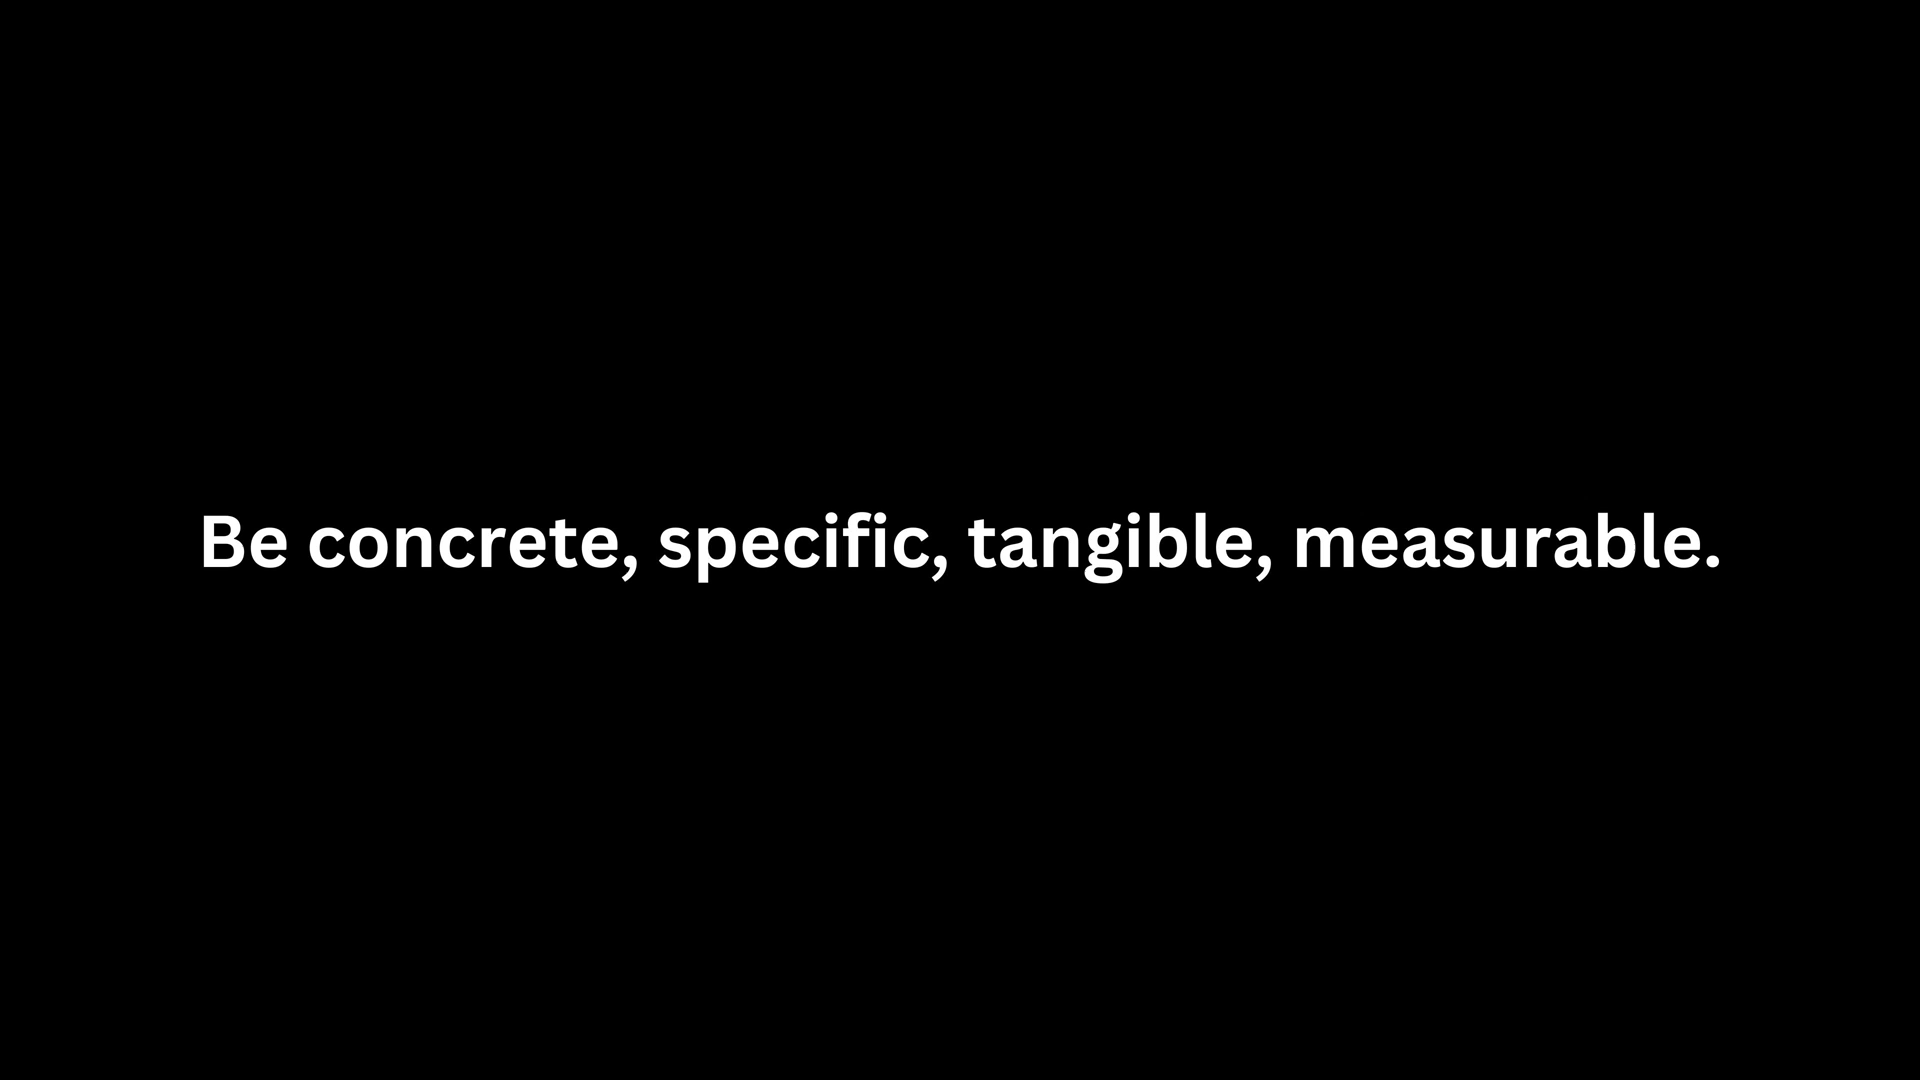 Be concrete, specific, tangible, measurable.